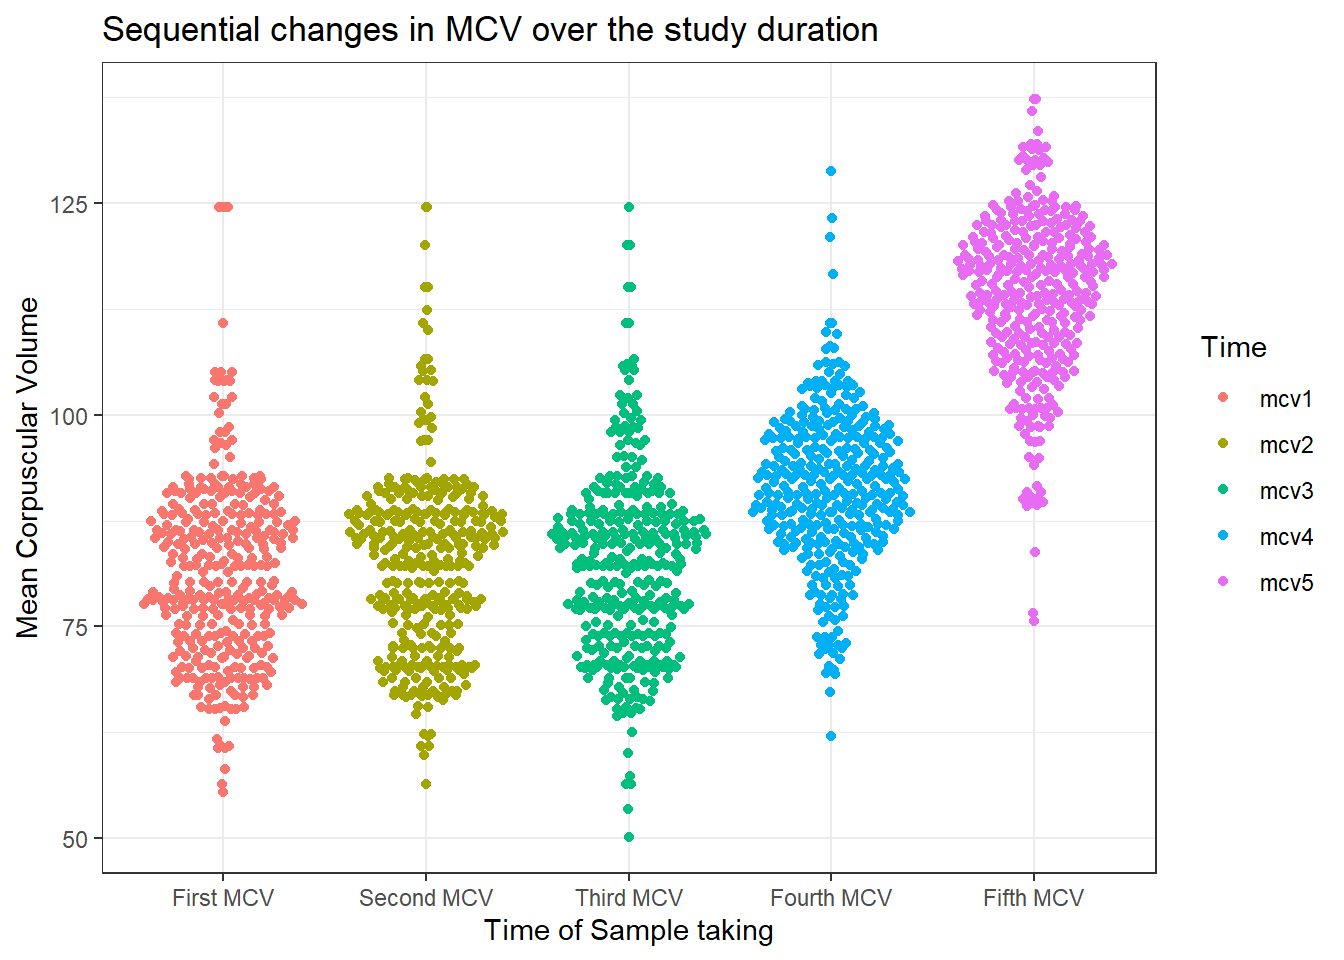 Sequential changes in MCV over the study duration
Mean Corpuscular Volume
125
100
75
50
First MCV
Second MCV
Third MCV
Fourth MCV
Fifth MCV
Time of Sample taking
Time
mcv1
mcv2
mcv3
mcv4
mcv5